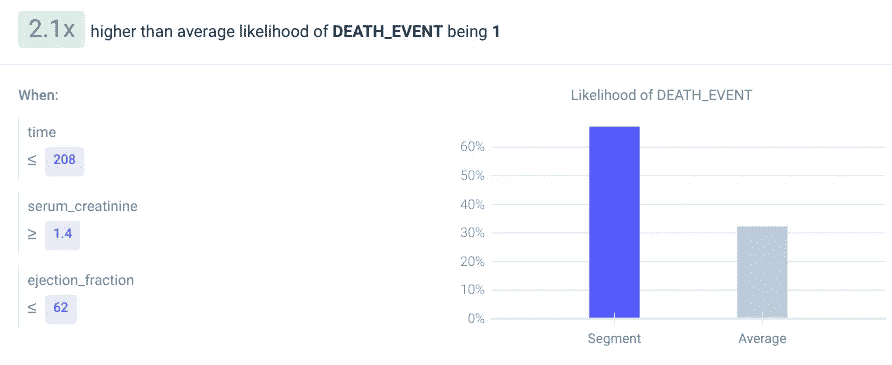 2.1x higher than average likelihood of DEATH_EVENT being 1
When:
time
≤ 208
serum_creatinine
≥ 1.4
ejection_fraction
≤ 62
Likelihood of DEATH_EVENT
60%
50%
40%
30%
20%
10%
0%
Segment Average